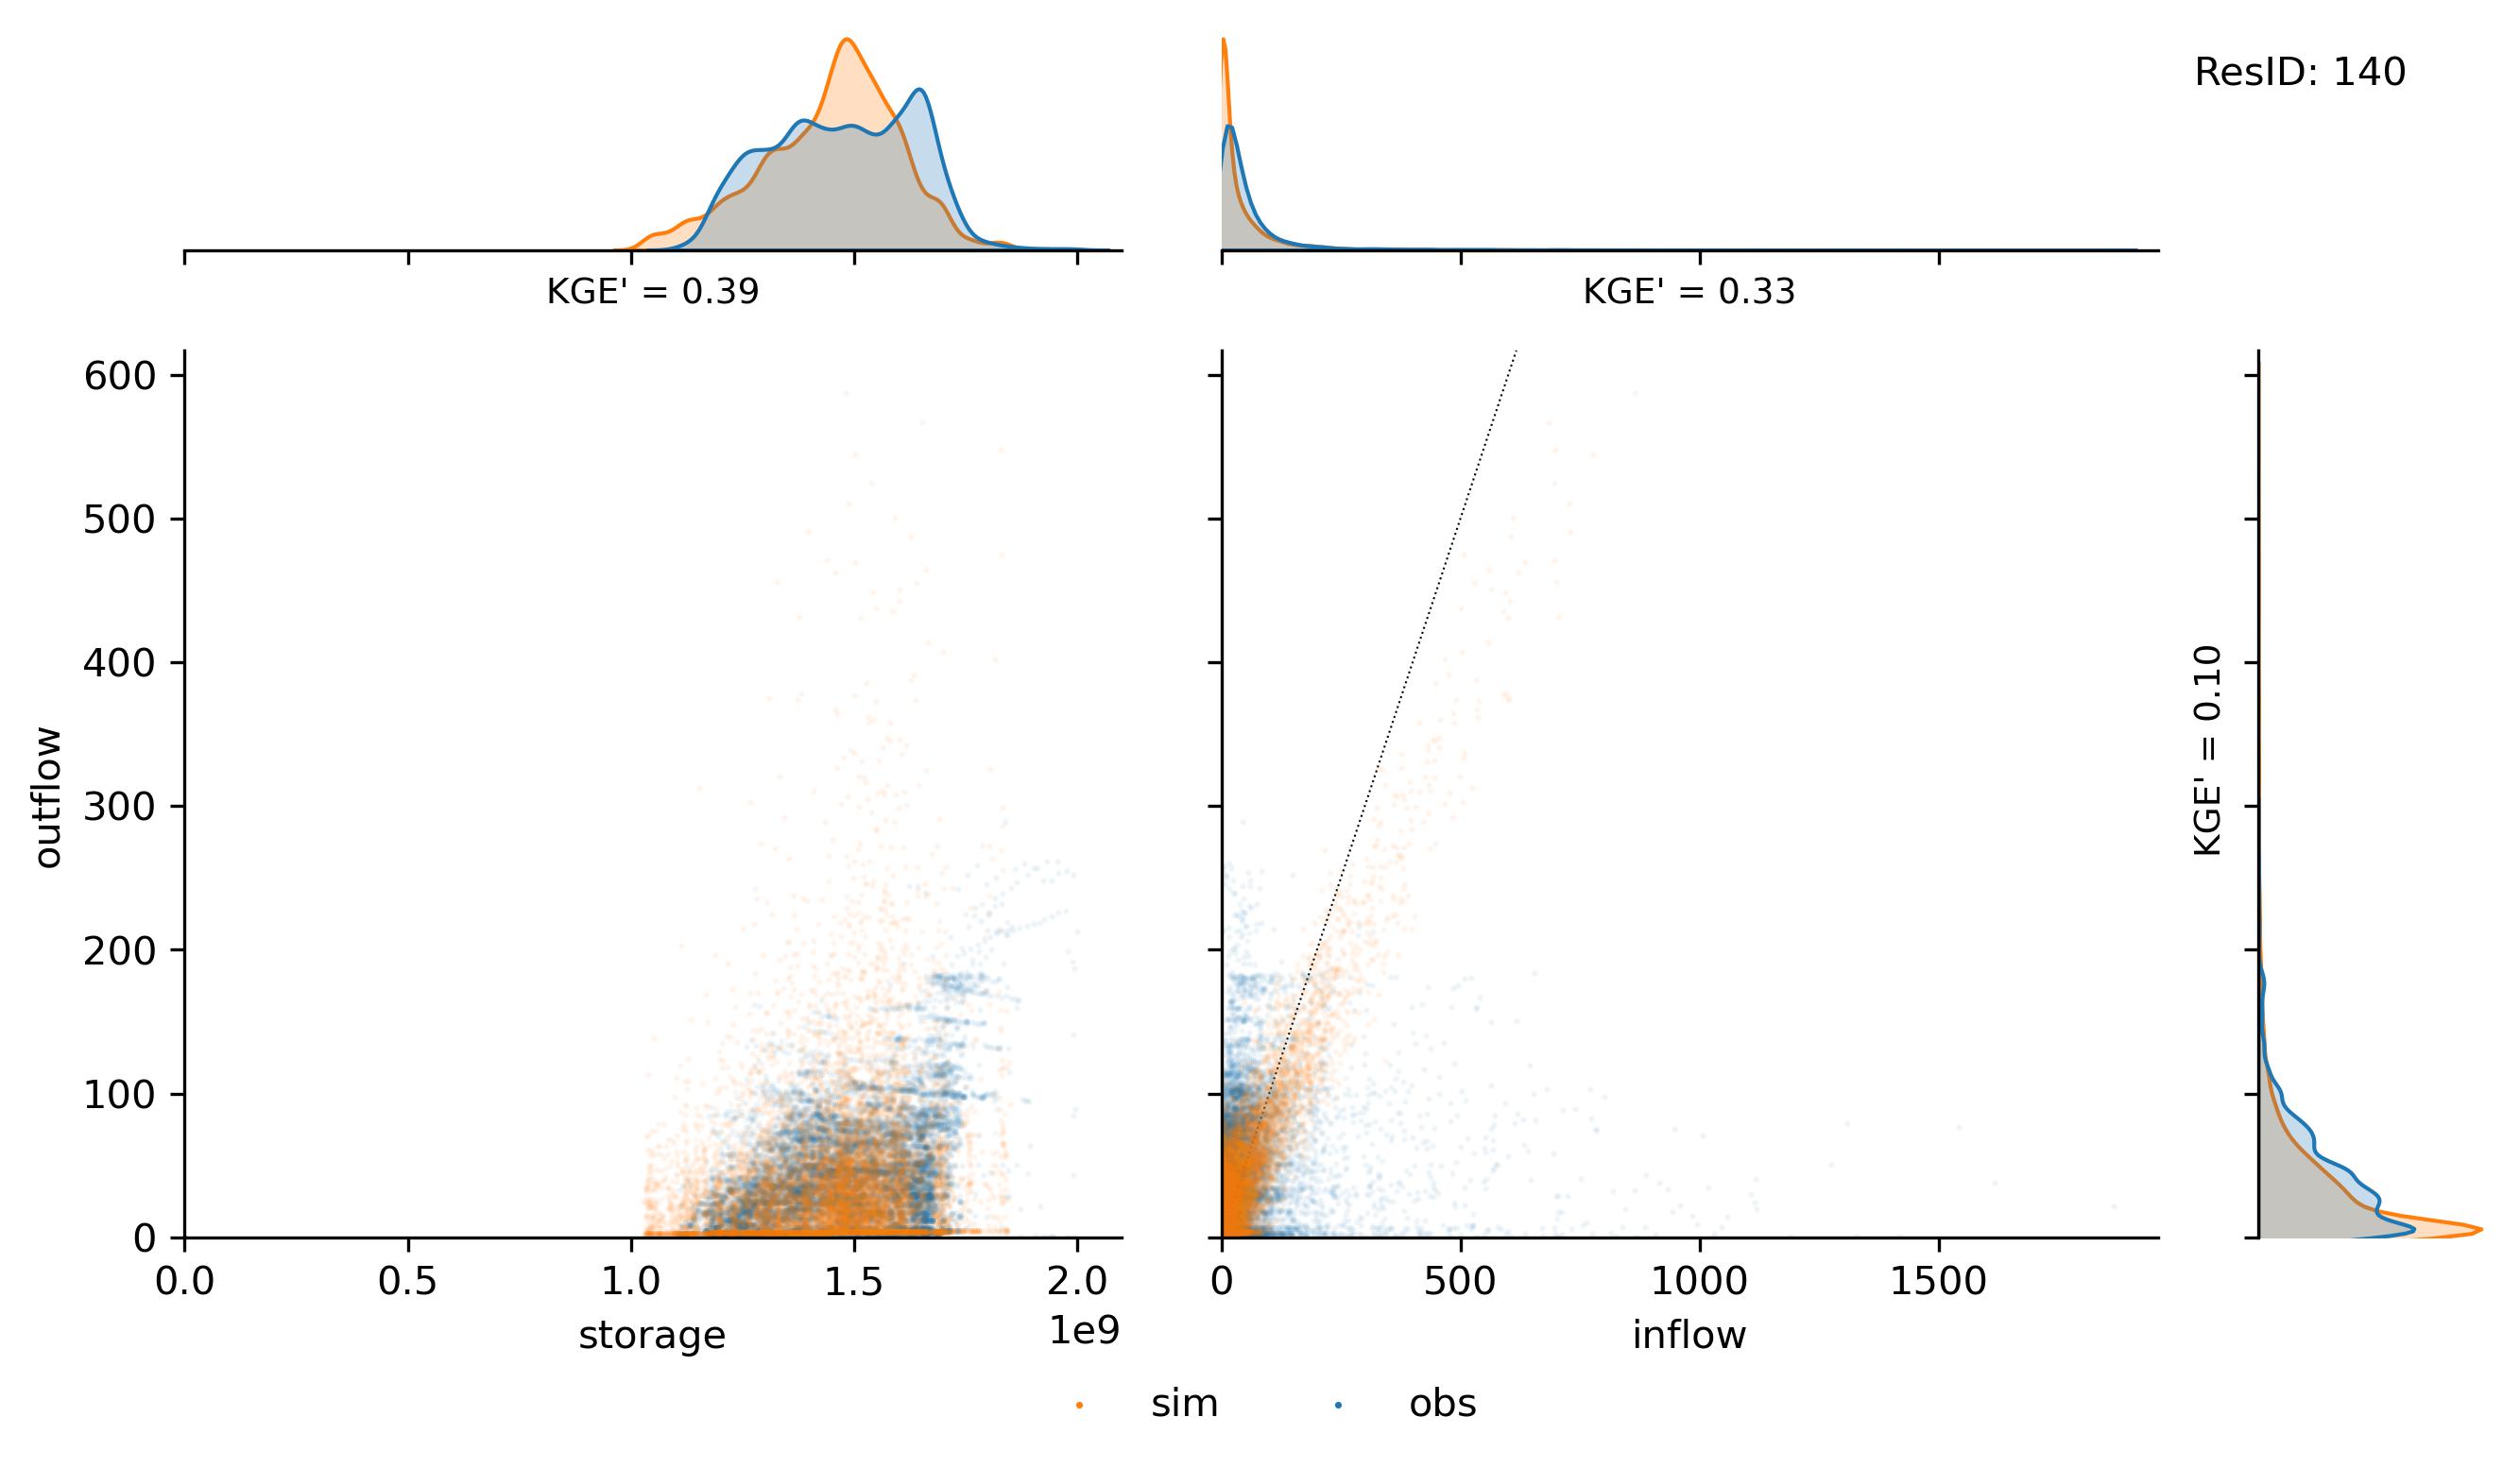 ResID: 140
KGE' = 0.39
KGE' = 0.33
600
500
400
300
200
100
0
outflow
KGE' = 0.10
0.0 0.5 1.0 1.5 2.0
1e9
storage
0 500 1000 1500
inflow
sim obs